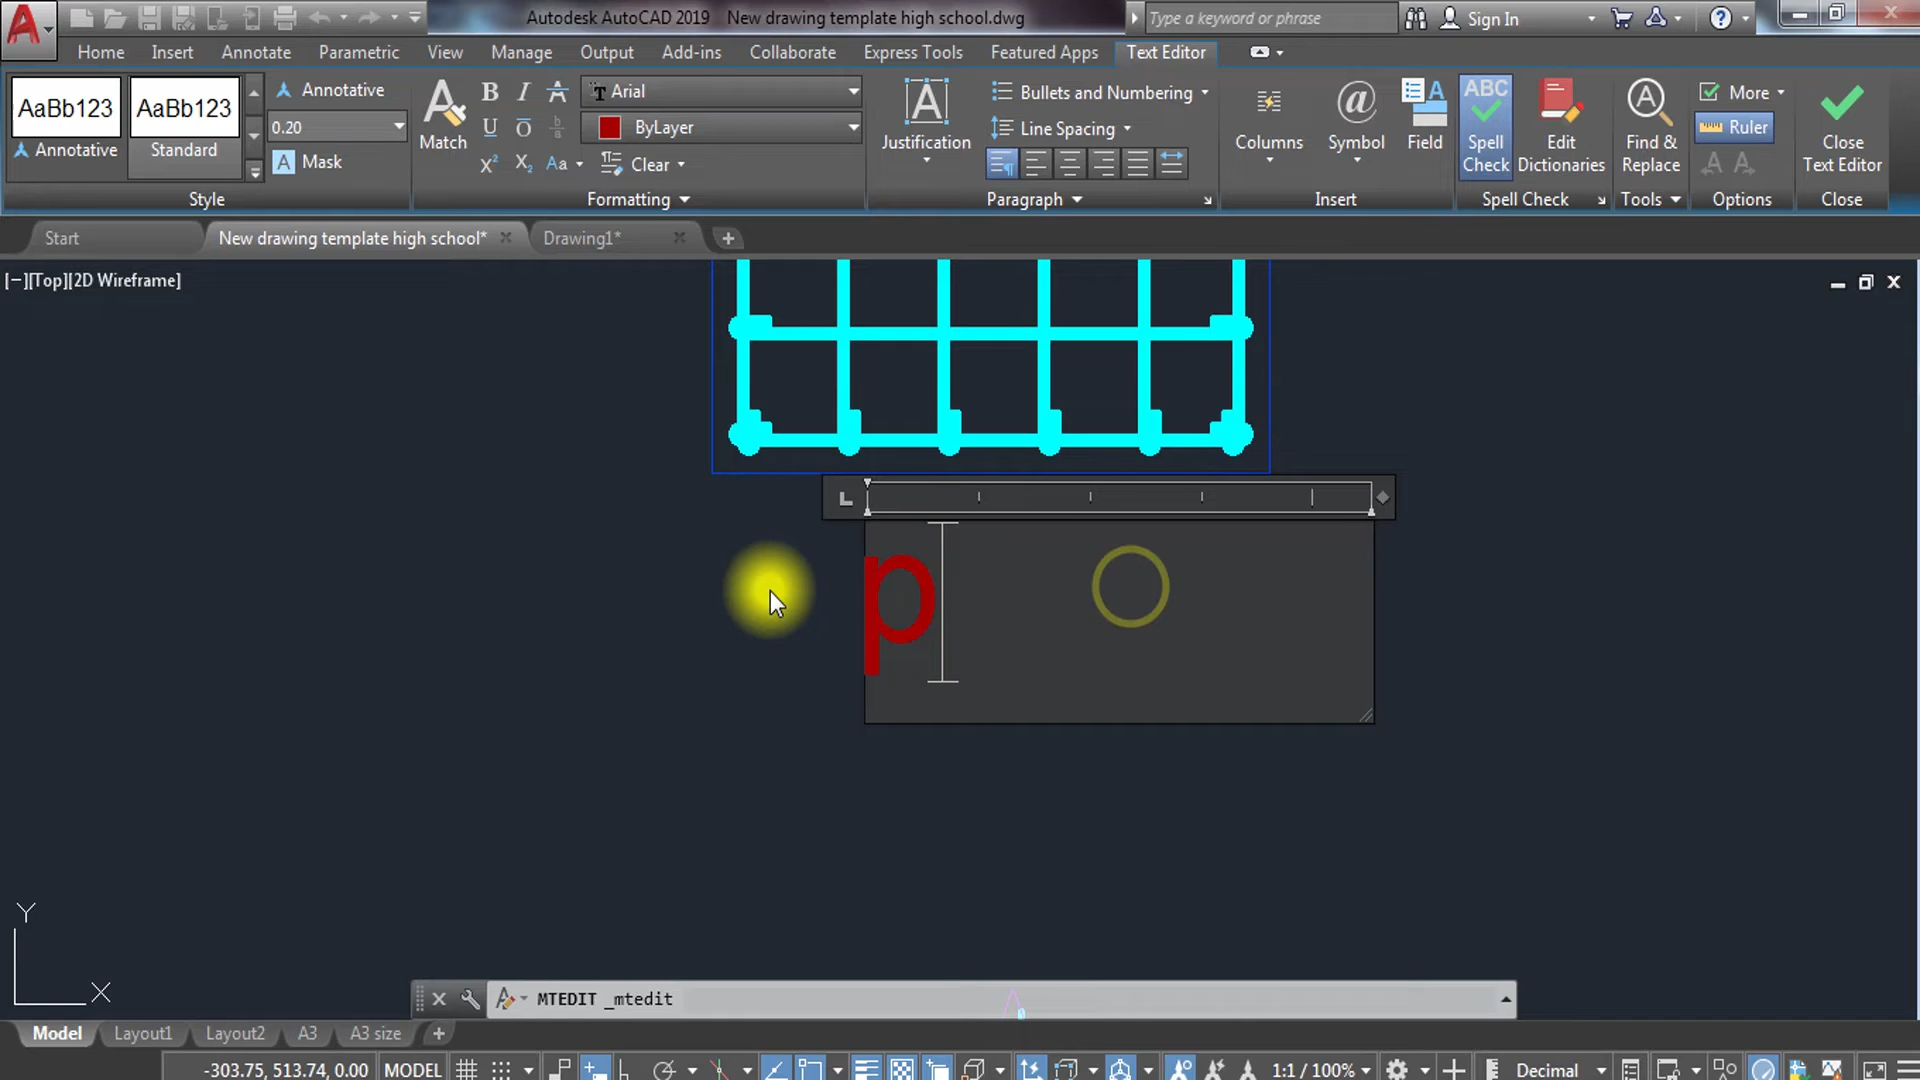 Autodesk AutoCAD 2019 New drawing template high school.dwg Type a keyword or phrase Sign In
Home Insert Annotate Parametric View Manage Output Add-ins Collaborate Express Tools Featured Apps Text Editor
AaBb123 AaBb123 Annotative Match B I A Arial Justification Bullets and Numbering Symbol Field ABC More
0.20 U O ByLayer Line Spacing Ruler
Annotative Standard Mask X² X₂ Aa Clear Columns Spell Check Edit Dictionaries Find & Replace Close Text Editor
Style Formatting Paragraph Insert Spell Check Tools Options Close
Start New drawing template high school* Drawing1*
[−][Top][2D Wireframe]
p
Y
X
MTEDIT _mtedit
Model Layout1 Layout2 A3 A3 size
-303.75, 513.74, 0.00 MODEL 1:1 / 100% Decimal